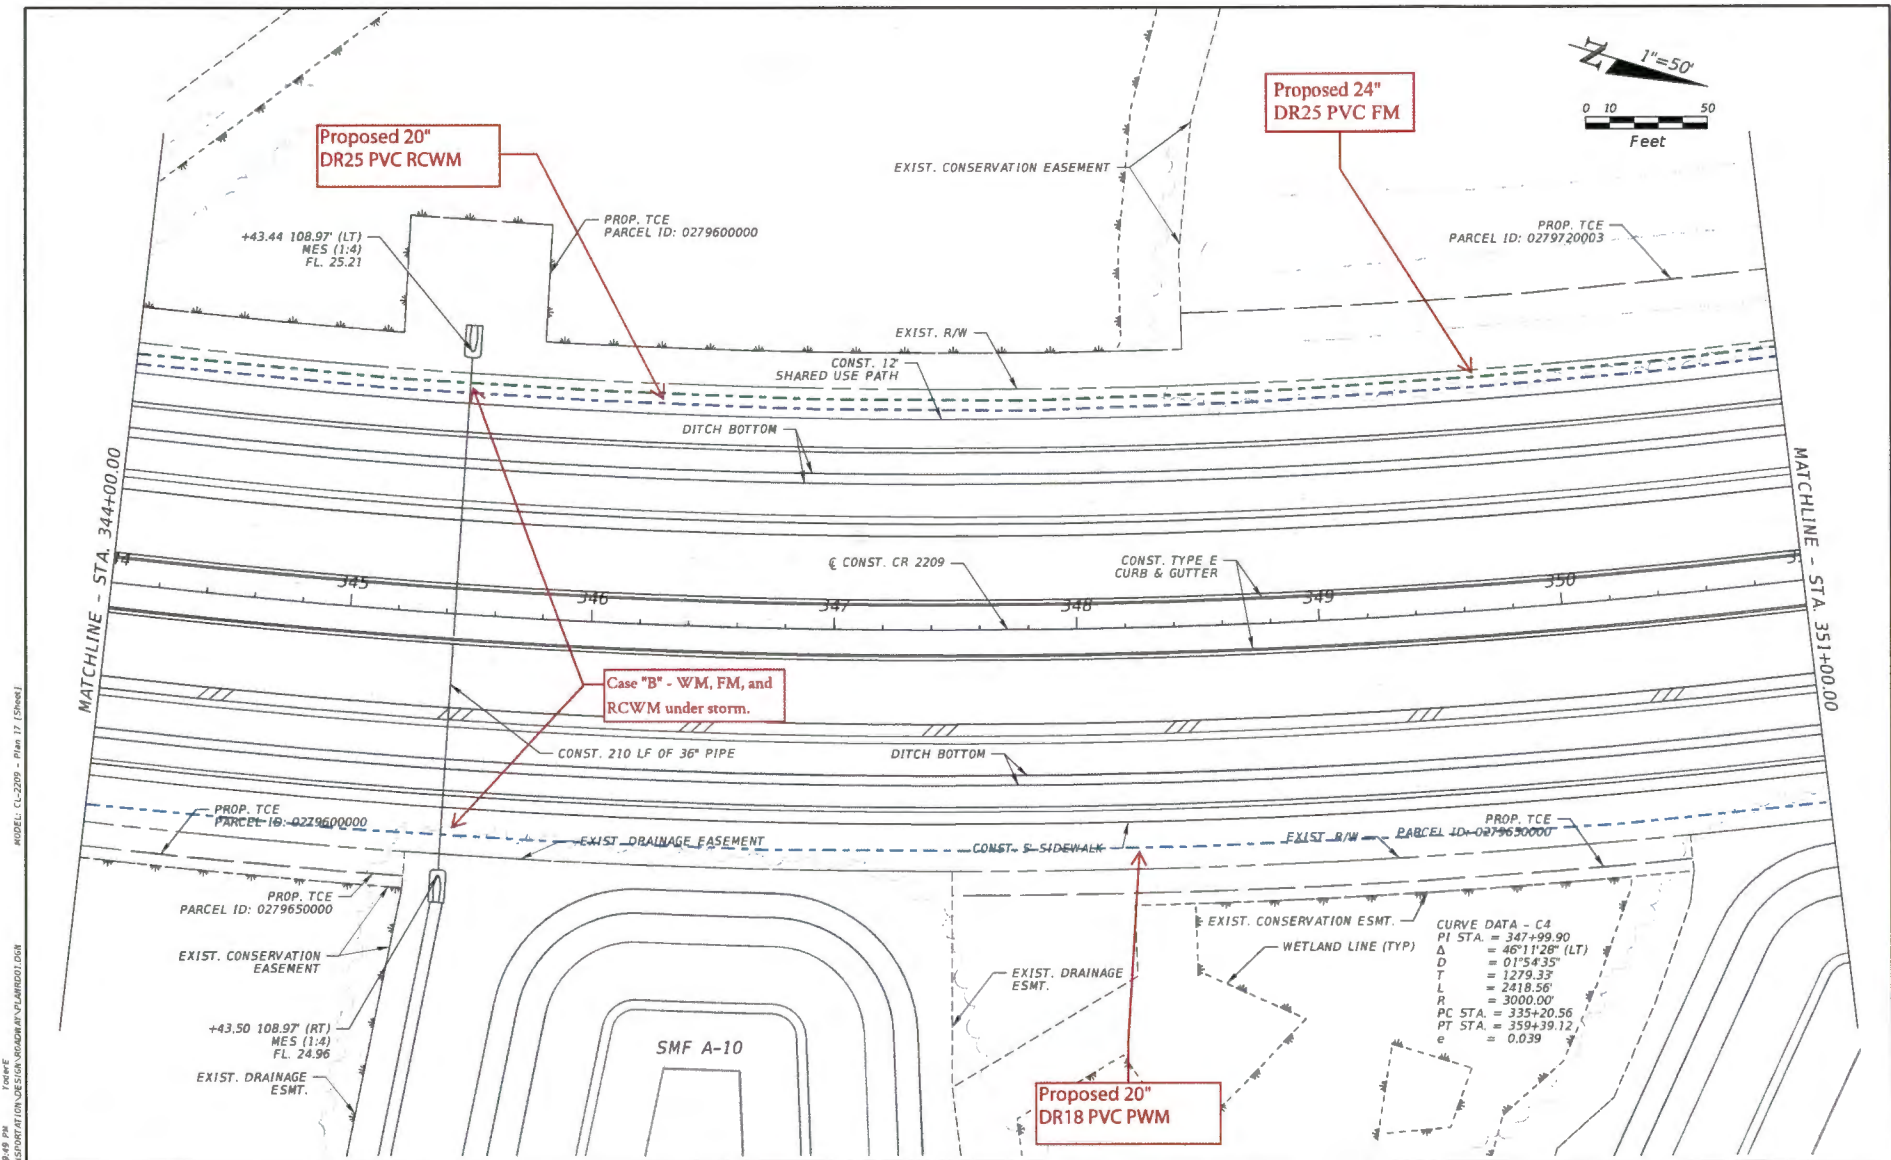 1"=50'
0 10 50
Feet
Proposed 24"
DR25 PVC FM
Proposed 20"
DR25 PVC RCWM
EXIST. CONSERVATION EASEMENT
PROP. TCE
PARCEL ID: 0279600000
PROP. TCE
PARCEL ID: 0279720003
+43.44 108.97' (LT)
MES (1:4)
FL. 25.21
EXIST. R/W
CONST. 12'
SHARED USE PATH
DITCH BOTTOM
MATCHLINE - STA. 344+00.00
MATCHLINE - STA. 351+00.00
℄ CONST. CR 2209
CONST. TYPE E
CURB & GUTTER
345
346
347
348
349
350
Case "B" - WM, FM, and
RCWM under storm.
CONST. 210 LF OF 36" PIPE
DITCH BOTTOM
PROP. TCE
PARCEL ID: 0279600000
EXIST DRAINAGE EASEMENT
CONST. 5' SIDEWALK
EXIST R/W
PROP. TCE
PARCEL ID: 0279650000
PROP. TCE
PARCEL ID: 0279650000
EXIST. CONSERVATION
EASEMENT
EXIST. CONSERVATION ESMT.
WETLAND LINE (TYP)
EXIST. DRAINAGE
ESMT.
CURVE DATA - C4
PI STA. = 347+99.90
Δ = 46°11'28" (LT)
D = 01°54'35"
T = 1279.33'
L = 2418.56'
R = 3000.00'
PC STA. = 335+20.56
PT STA. = 359+39.12
e = 0.039
+43.50 108.97' (RT)
MES (1:4)
FL. 24.96
EXIST. DRAINAGE
ESMT.
SMF A-10
Proposed 20"
DR18 PVC PWM
MODEL: CL-2209 - Plan 17 [Sheet]